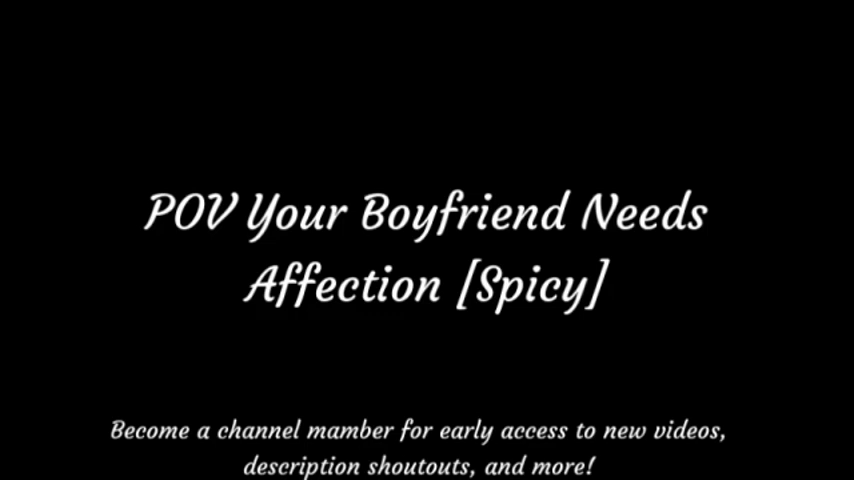 POV Your Boyfriend Needs
Affection [Spicy]
Become a channel mamber for early access to new videos,
description shoutouts, and more!